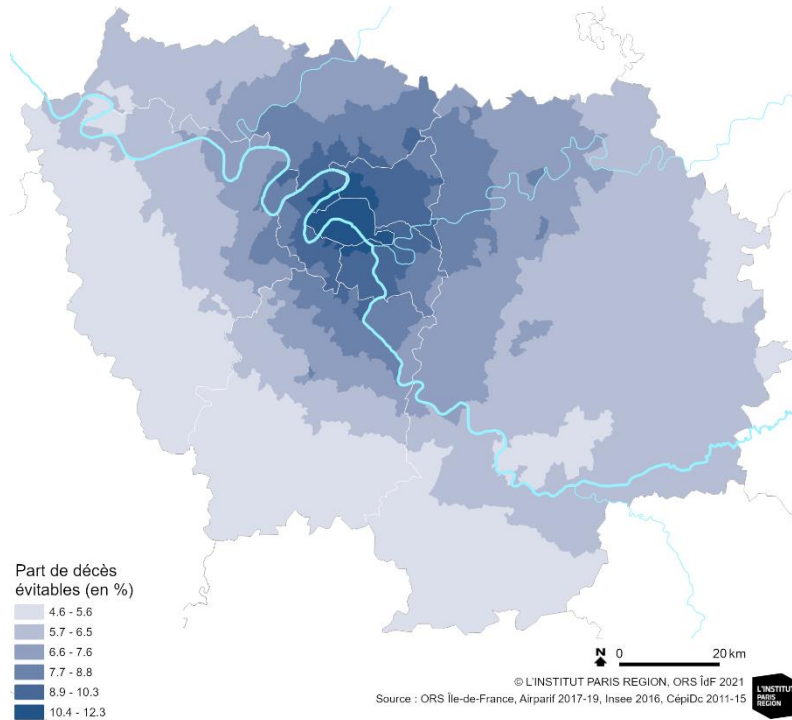 Part de décès
évitables (en %)
4.6 - 5.6
5.7 - 6.5
6.6 - 7.6
7.7 - 8.8
8.9 - 10.3
10.4 - 12.3
N 0 20 km
© L'INSTITUT PARIS REGION, ORS ÎdF 2021
Source : ORS Île-de-France, Airparif 2017-19, Insee 2016, CépiDc 2011-15
L'INSTITUT
PARIS
REGION